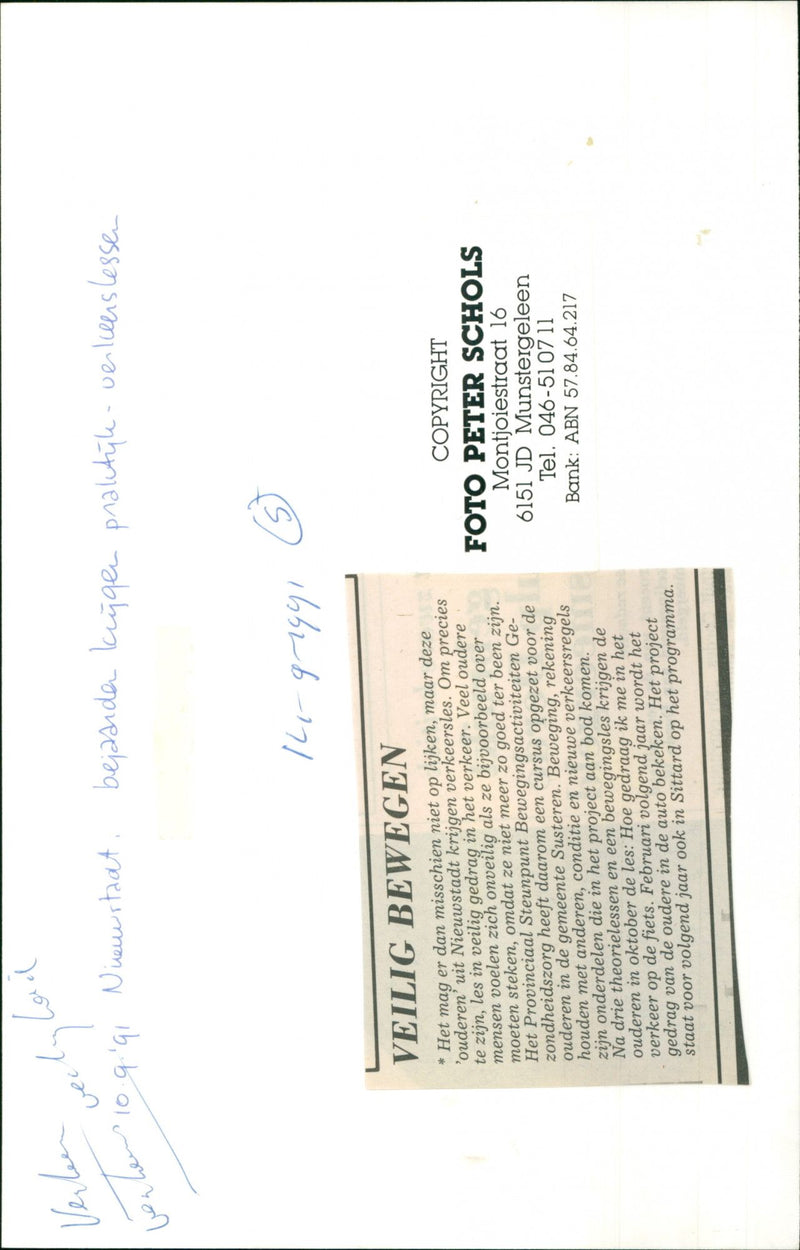 Verkeer
veiligheid
10.9.'91 Nieuwstadt. bejaarden krijgen praktijk-verkeerslessen
14-9-1991 (S)
COPYRIGHT
FOTO PETER SCHOLS
Montjoiestraat 16
6151 JD Munstergeleen
Tel. 046-510711
Bank: ABN 57.84.64.217
VEILIG BEWEGEN
* Het mag er dan misschien niet op lijken, maar deze
'ouderen' uit Nieuwstadt krijgen verkeersles. Om precies
te zijn, les in veilig gedrag in het verkeer. Veel oudere
mensen voelen zich onveilig als ze bijvoorbeeld over
moeten steken, omdat ze niet meer zo goed ter been zijn.
Het Provinciaal Steunpunt Bewegingsactiviteiten Ge-
zondheidszorg heeft daarom een cursus opgezet voor de
ouderen in de gemeente Susteren. Beweging, rekening
houden met anderen, conditie en nieuwe verkeersregels
zijn onderdelen die in het project aan bod komen.
Na drie theorielessen en een bewegingsles krijgen de
ouderen in oktober de les: Hoe gedraag ik me in het
verkeer op de fiets. Februari volgend jaar wordt het
gedrag van de oudere in de auto bekeken. Het project
staat voor volgend jaar ook in Sittard op het programma.